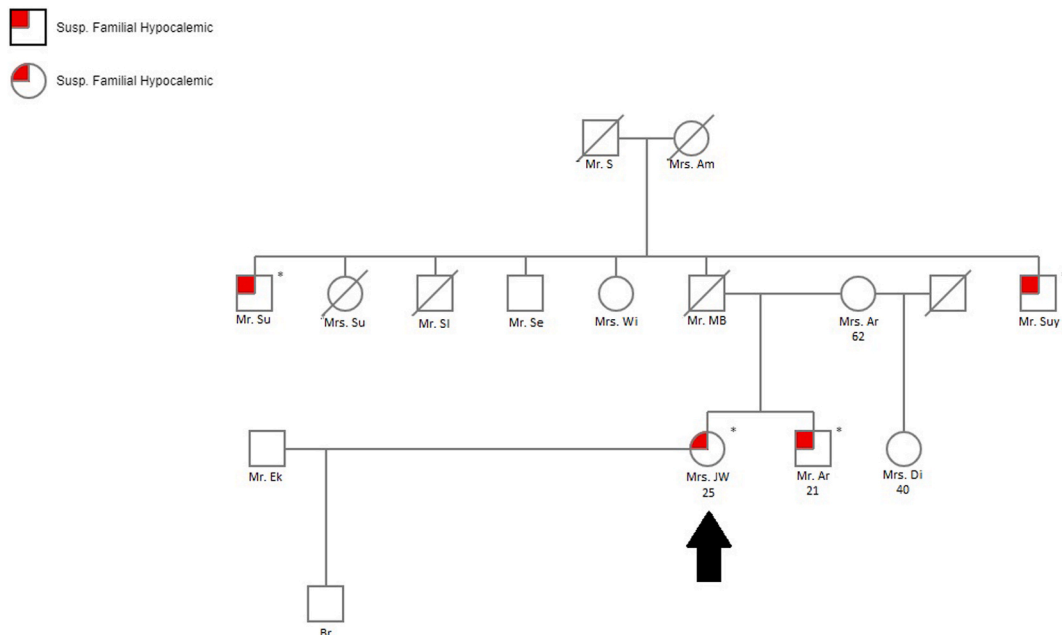 Susp. Familial Hypocalemic
Susp. Familial Hypocalemic
Mr. S
Mrs. Am
*
Mr. Su
Mrs. Su
Mr. SI
Mr. Se
Mrs. Wi
Mr. MB
Mrs. Ar
62
Mr. Suy
*
*
Mrs. JW
25
Mr. Ar
21
Mrs. Di
40
Mr. Ek
Br